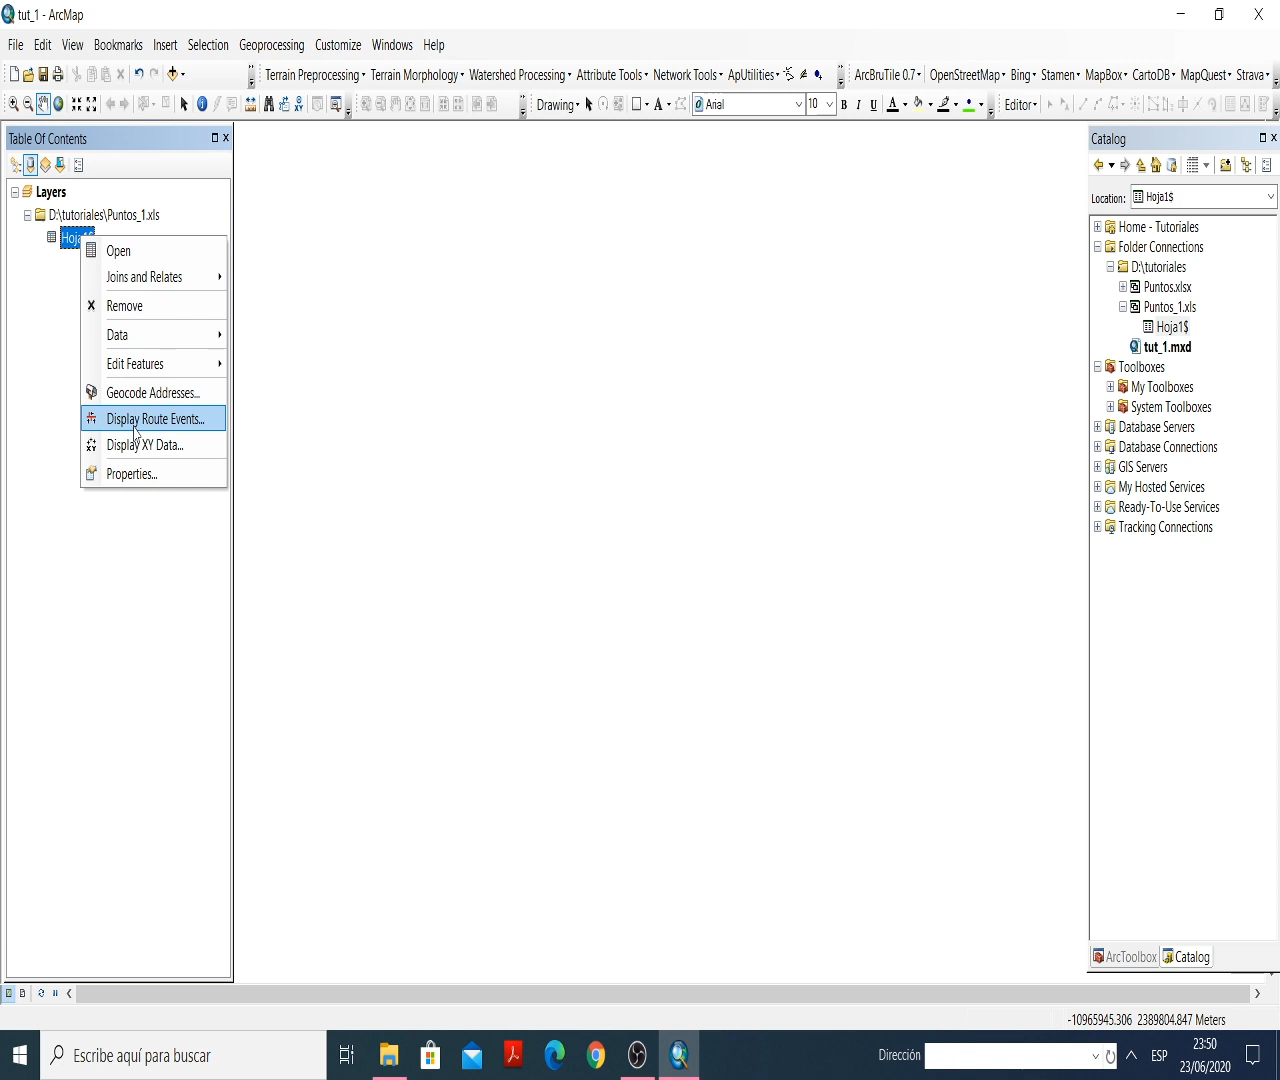 tut_1 - ArcMap
File Edit View Bookmarks Insert Selection Geoprocessing Customize Windows Help
Terrain Preprocessing Terrain Morphology Watershed Processing Attribute Tools Network Tools ApUtilities ArcBruTile 0.7 OpenStreetMap Bing Stamen MapBox CartoDB MapQuest Strava
Drawing Arial 10 B I U A Editor
Table Of Contents
Layers
D:\tutoriales\Puntos_1.xls
Open
Joins and Relates
Remove
Data
Edit Features
Geocode Addresses...
Display Route Events...
Display XY Data...
Properties...
Catalog
Location: Hoja1$
Home - Tutoriales
Folder Connections
D:\tutoriales
Puntos.xlsx
Puntos_1.xls
Hoja1$
tut_1.mxd
Toolboxes
My Toolboxes
System Toolboxes
Database Servers
Database Connections
GIS Servers
My Hosted Services
Ready-To-Use Services
Tracking Connections
ArcToolbox Catalog
-10965945.306 2389804.847 Meters
Escribe aquí para buscar
Dirección
ESP
23:50
23/06/2020